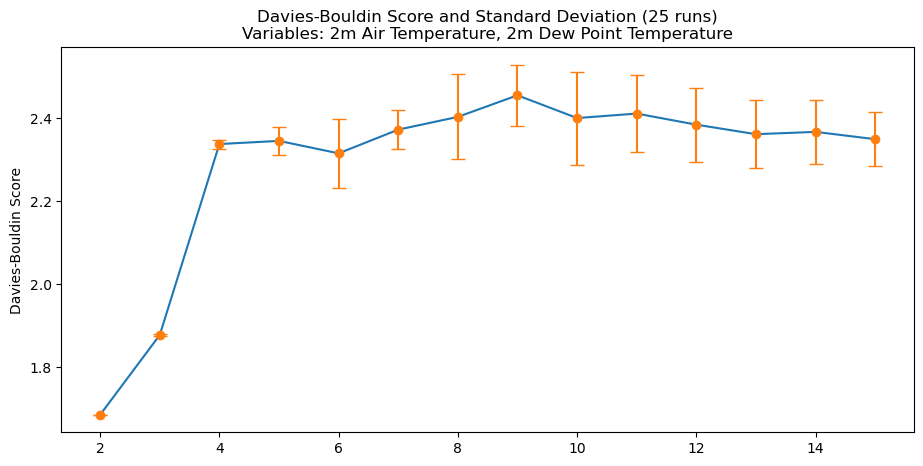 Davies-Bouldin Score and Standard Deviation (25 runs)
Variables: 2m Air Temperature, 2m Dew Point Temperature
Davies-Bouldin Score
2.4
2.2
2.0
1.8
2 4 6 8 10 12 14